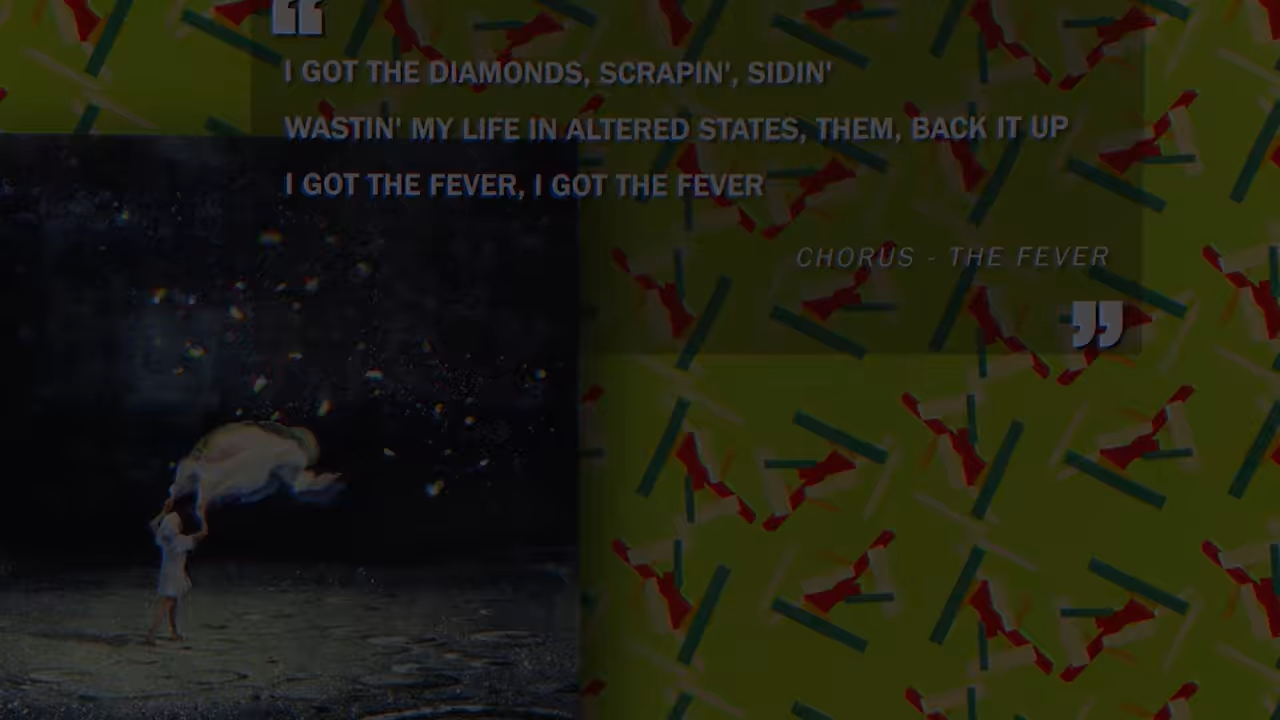 “
I GOT THE DIAMONDS, SCRAPIN', SIDIN'
WASTIN' MY LIFE IN ALTERED STATES, THEM, BACK IT UP
I GOT THE FEVER, I GOT THE FEVER
CHORUS - THE FEVER
”